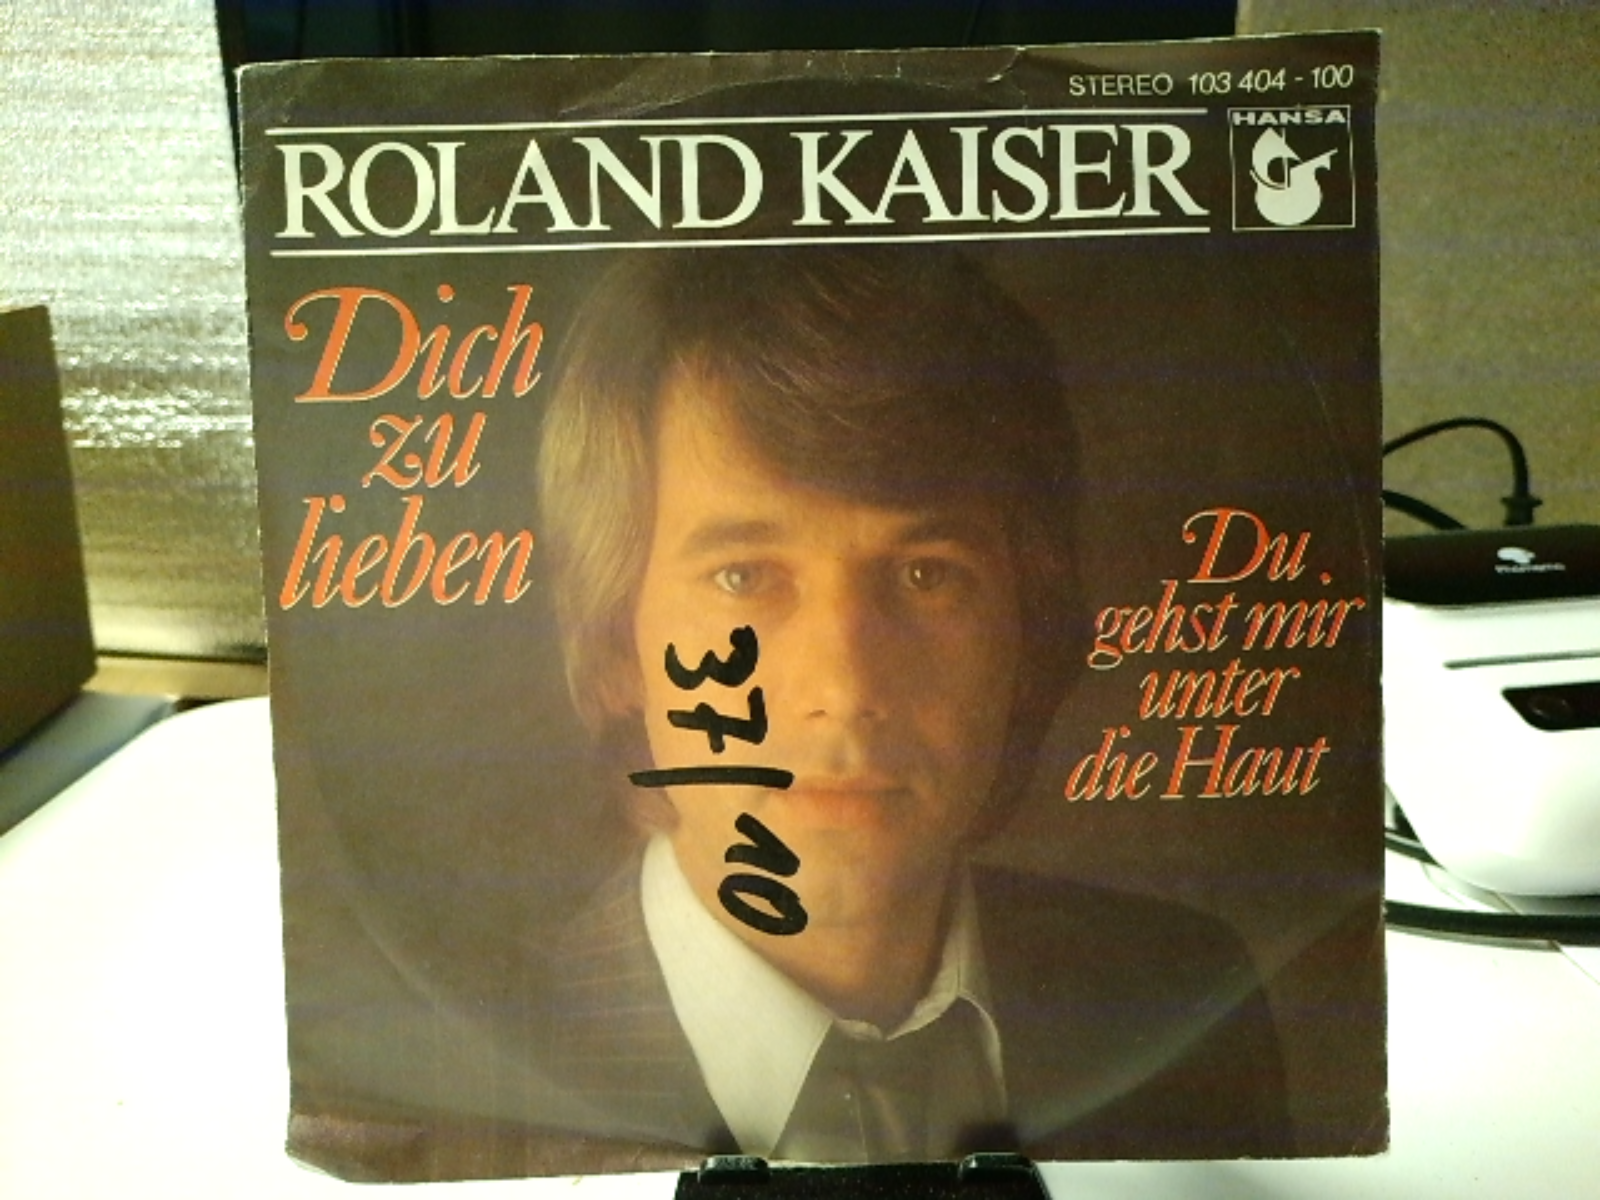 STEREO 103 404 - 100
ROLAND KAISER
HANSA
Dich
zu
lieben
Du
gehst mir
unter
die Haut
37/10